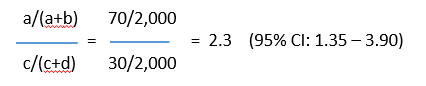 a/(a+b) 70/2,000
= = 2.3 (95% CI: 1.35 – 3.90)
c/(c+d) 30/2,000